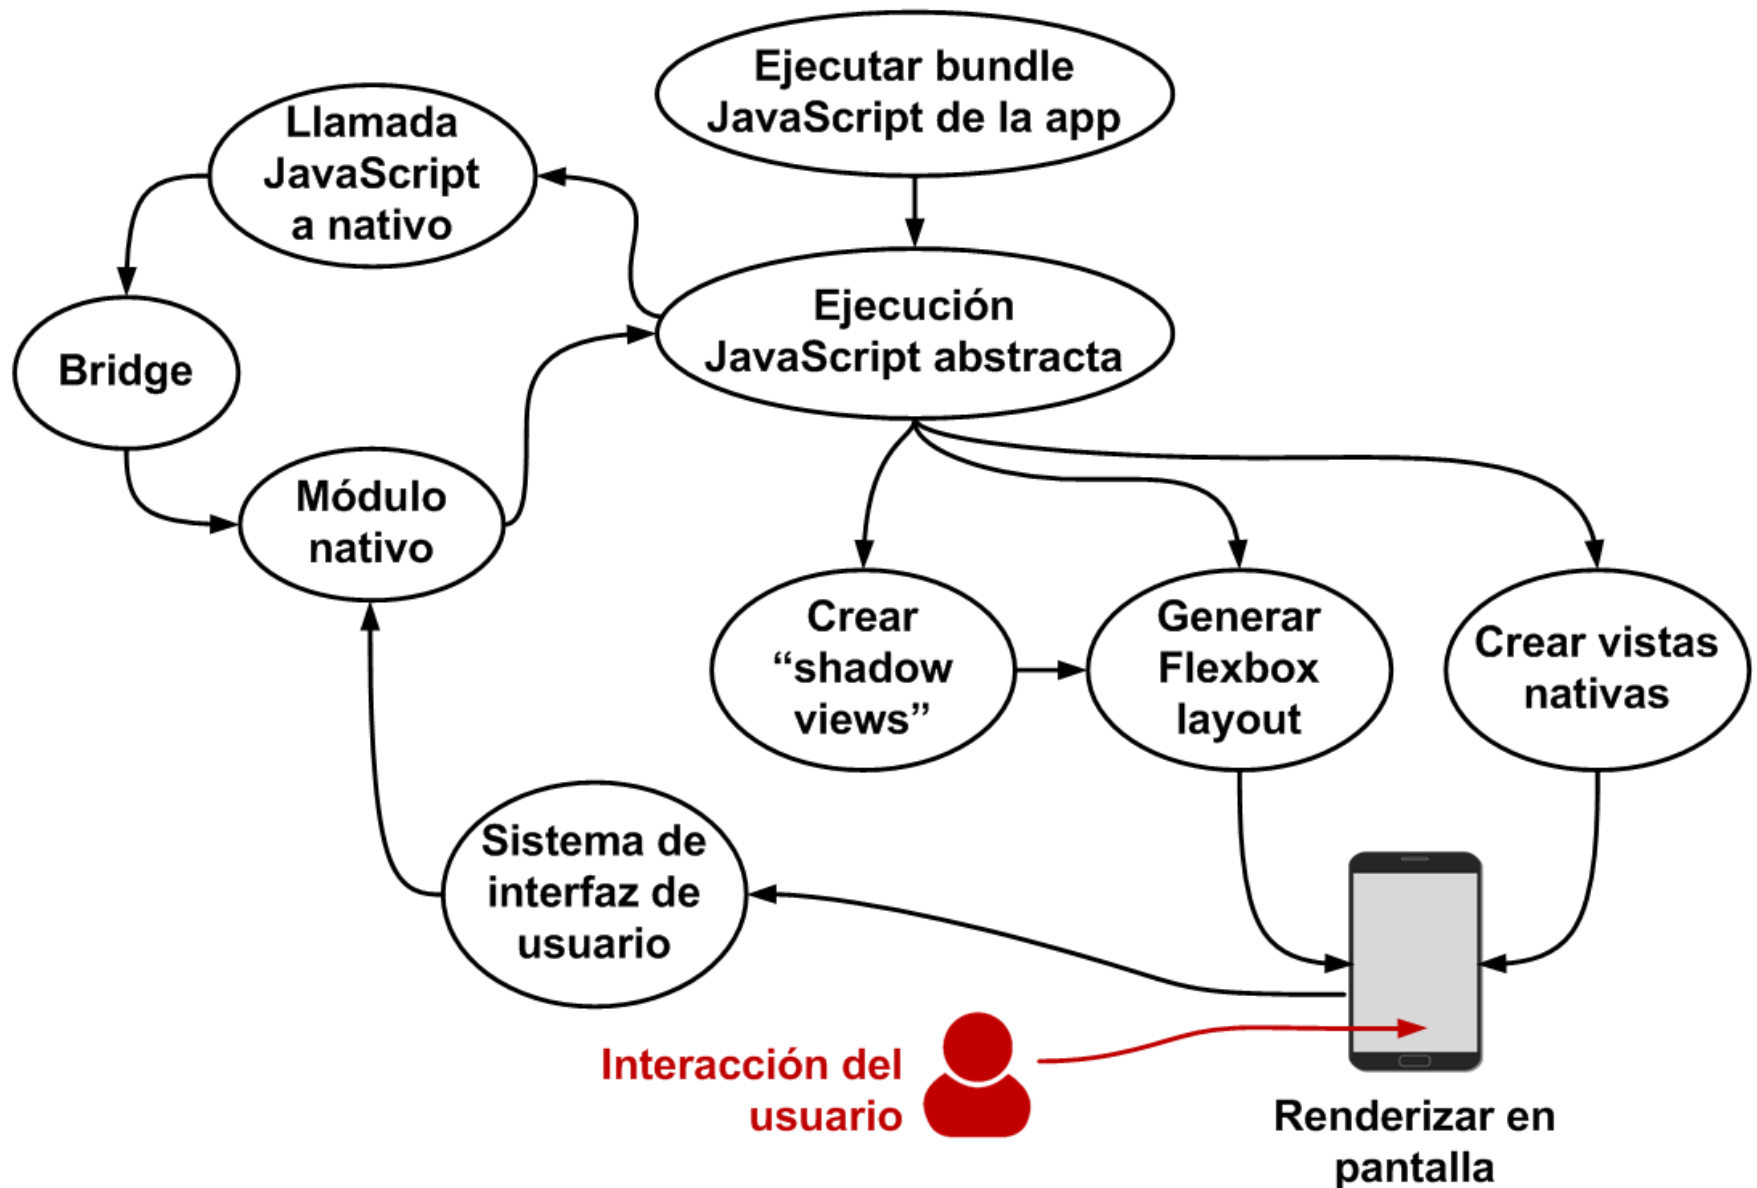 Ejecutar bundle
JavaScript de la app
Llamada
JavaScript
a nativo
Ejecución
JavaScript abstracta
Bridge
Módulo
nativo
Crear
“shadow
views”
Generar
Flexbox
layout
Crear vistas
nativas
Sistema de
interfaz de
usuario
Interacción del
usuario
Renderizar en
pantalla